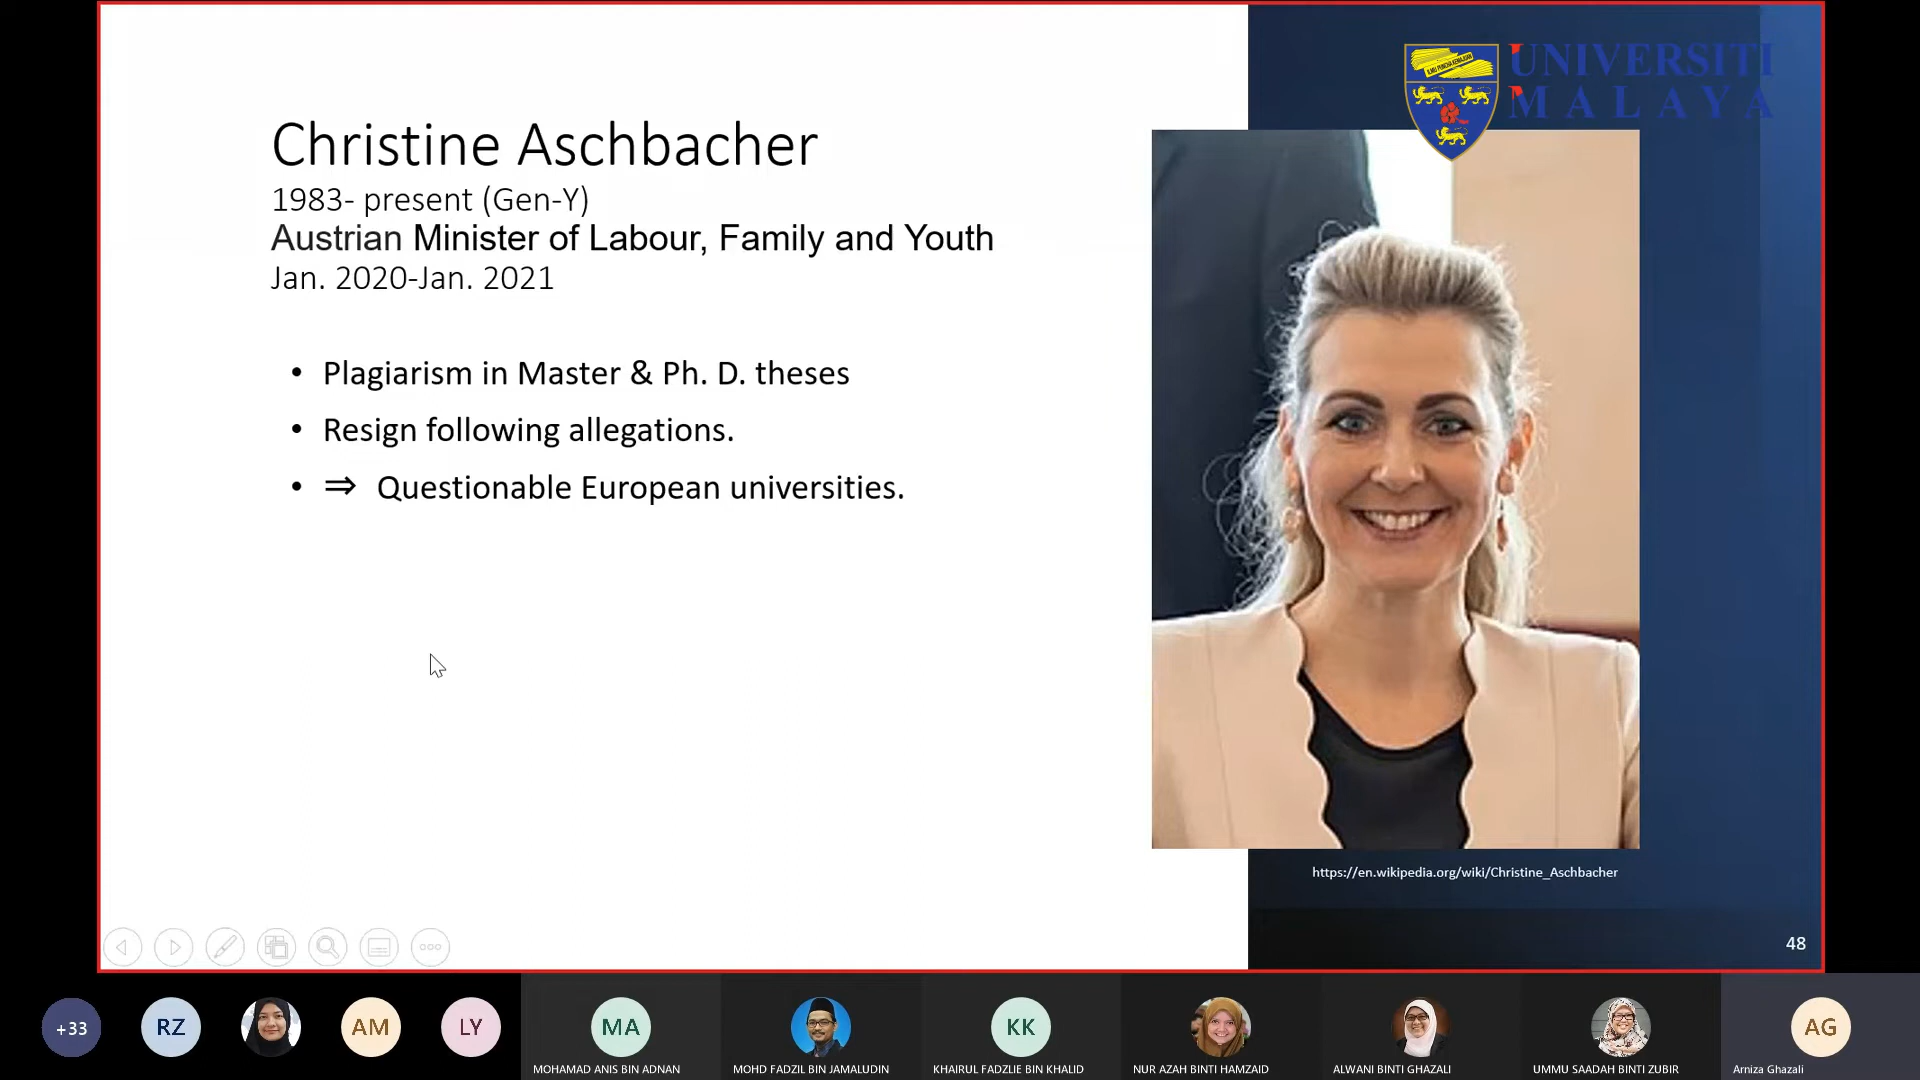 UNIVERSITI
MALAYA
ILMU PUNCA KEMAJUAN
Christine Aschbacher
1983- present (Gen-Y)
Austrian Minister of Labour, Family and Youth
Jan. 2020-Jan. 2021
• Plagiarism in Master & Ph. D. theses
• Resign following allegations.
• ⇒ Questionable European universities.
https://en.wikipedia.org/wiki/Christine_Aschbacher
48
+33
RZ
AM
LY
MA
KK
AG
MOHAMAD ANIS BIN ADNAN
MOHD FADZIL BIN JAMALUDIN
KHAIRUL FADZLIE BIN KHALID
NUR AZAH BINTI HAMZAID
ALWANI BINTI GHAZALI
UMMU SAADAH BINTI ZUBIR
Arniza Ghazali